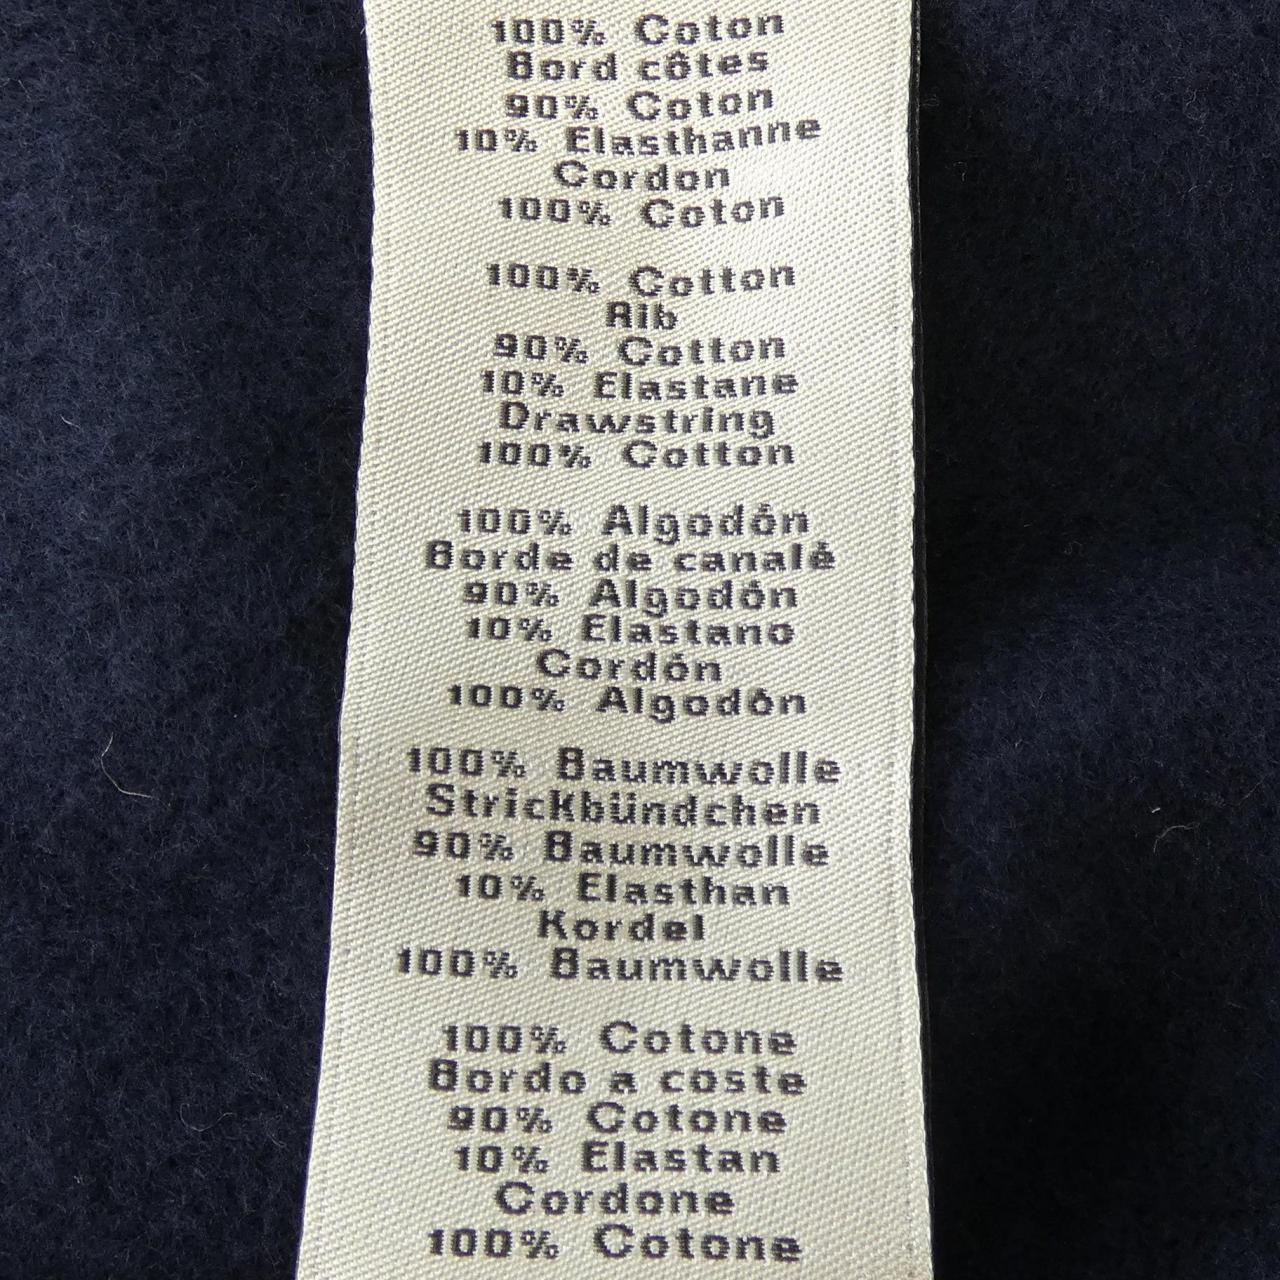 100% Coton
Bord côtes
90% Coton
10% Elasthanne
Cordon
100% Coton
100% Cotton
Rib
90% Cotton
10% Elastane
Drawstring
100% Cotton
100% Algodón
Borde de canalé
90% Algodón
10% Elastano
Cordón
100% Algodón
100% Baumwolle
Strickbündchen
90% Baumwolle
10% Elasthan
Kordel
100% Baumwolle
100% Cotone
Bordo a coste
90% Cotone
10% Elastan
Cordone
100% Cotone